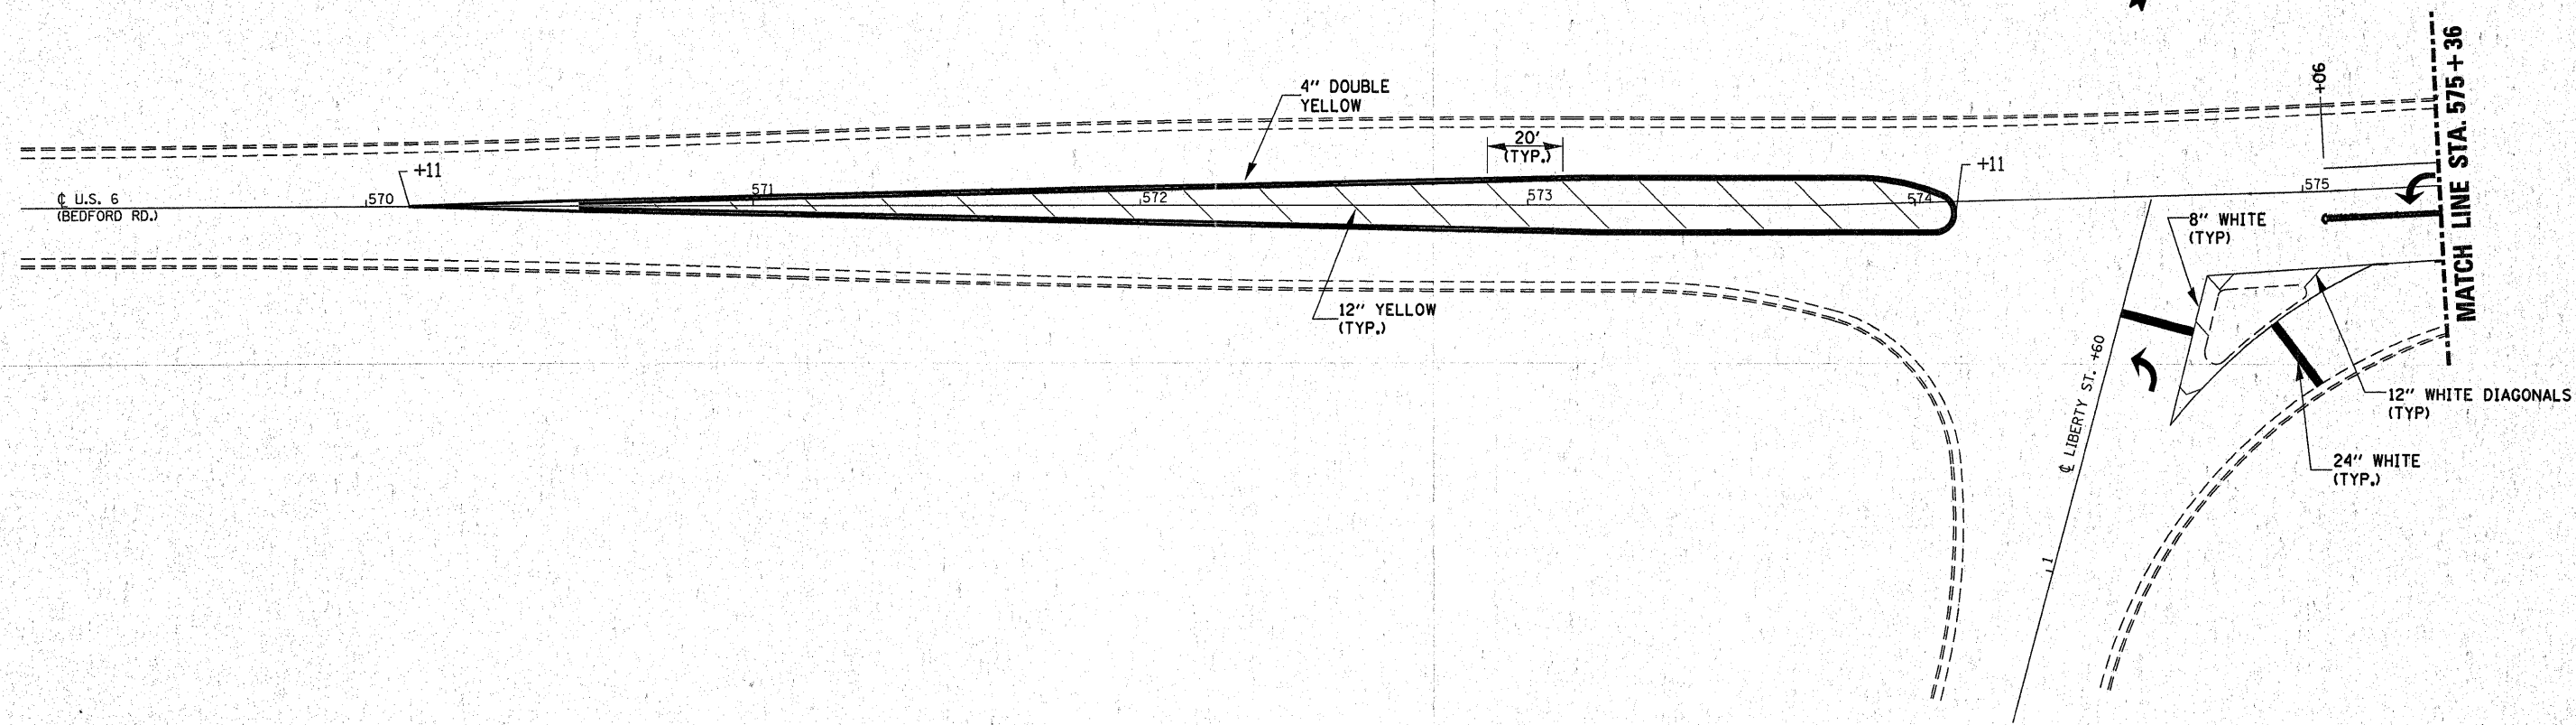 4" DOUBLE
YELLOW
20'
(TYP.)
+11
+11
+06
MATCH LINE STA. 575+36
℄ U.S. 6
(BEDFORD RD.)
570
571
572
573
574
575
8" WHITE
(TYP)
12" YELLOW
(TYP.)
℄ LIBERTY ST. +60
12" WHITE DIAGONALS
(TYP)
24" WHITE
(TYP.)
1